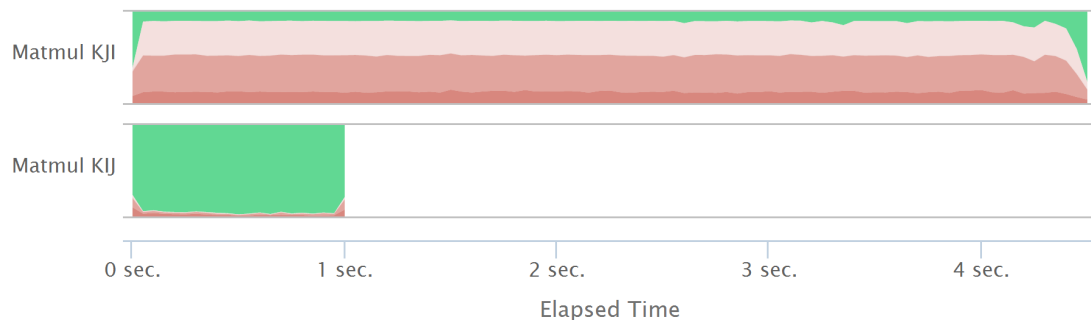 Matmul KJI
Matmul KIJ
0 sec.
1 sec.
2 sec.
3 sec.
4 sec.
Elapsed Time